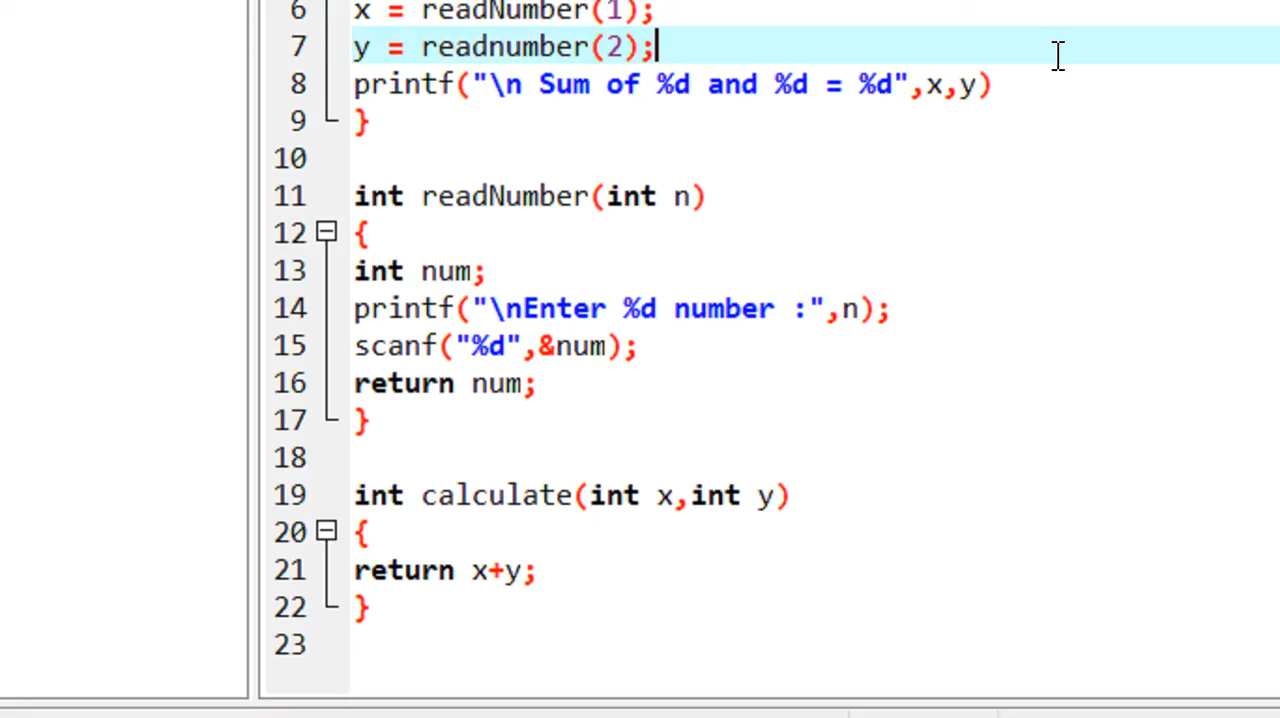 6 x = readNumber(1);
7 y = readnumber(2);
8 printf("\n Sum of %d and %d = %d",x,y)
9 }
10
11 int readNumber(int n)
12 {
13 int num;
14 printf("\nEnter %d number :",n);
15 scanf("%d",&num);
16 return num;
17 }
18
19 int calculate(int x,int y)
20 {
21 return x+y;
22 }
23